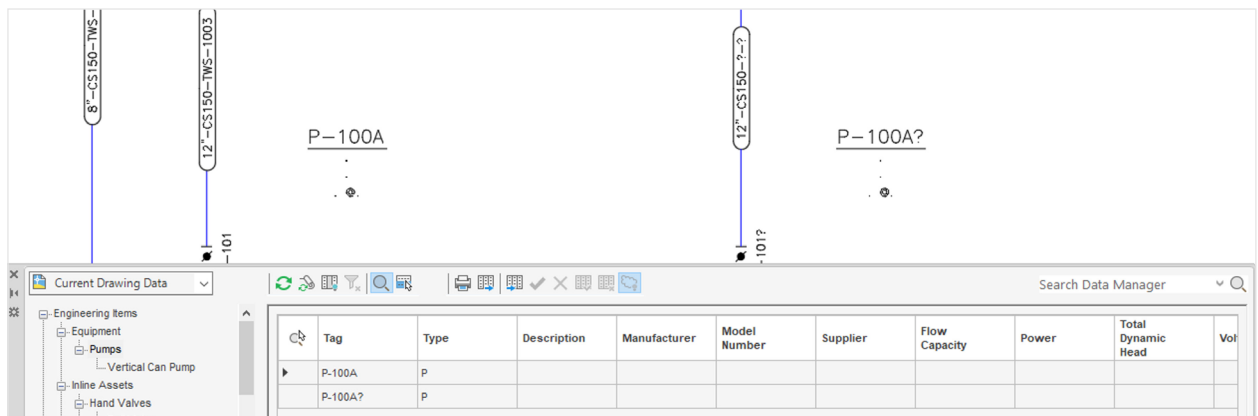 8"-CS150-TWS-
12"-CS150-TWS-1003
12"-CS150-?-?
P-100A
P-100A?
-101
-101?
Current Drawing Data
Search Data Manager
Engineering Items
Equipment
Pumps
Vertical Can Pump
Inline Assets
Hand Valves
Tag Type Description Manufacturer Model Number Supplier Flow Capacity Power Total Dynamic Head Vol
P-100A P
P-100A? P